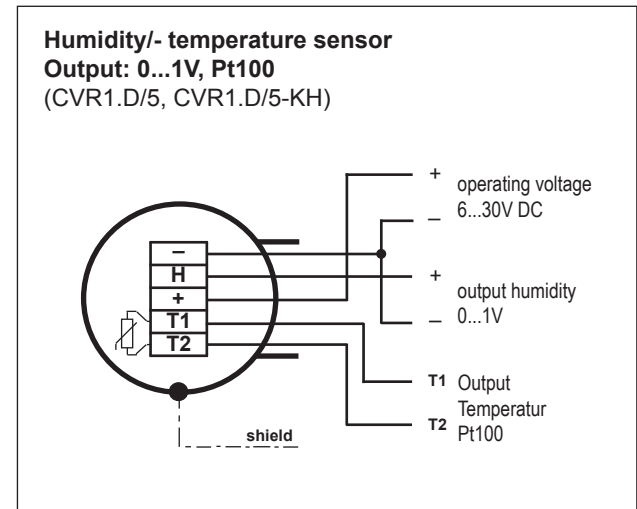 Humidity/- temperature sensor
Output: 0...1V, Pt100
(CVR1.D/5, CVR1.D/5-KH)
+
operating voltage
–
6...30V DC
–
H
+
T1
T2
+
output humidity
–
0...1V
T1 Output
Temperatur
T2 Pt100
shield